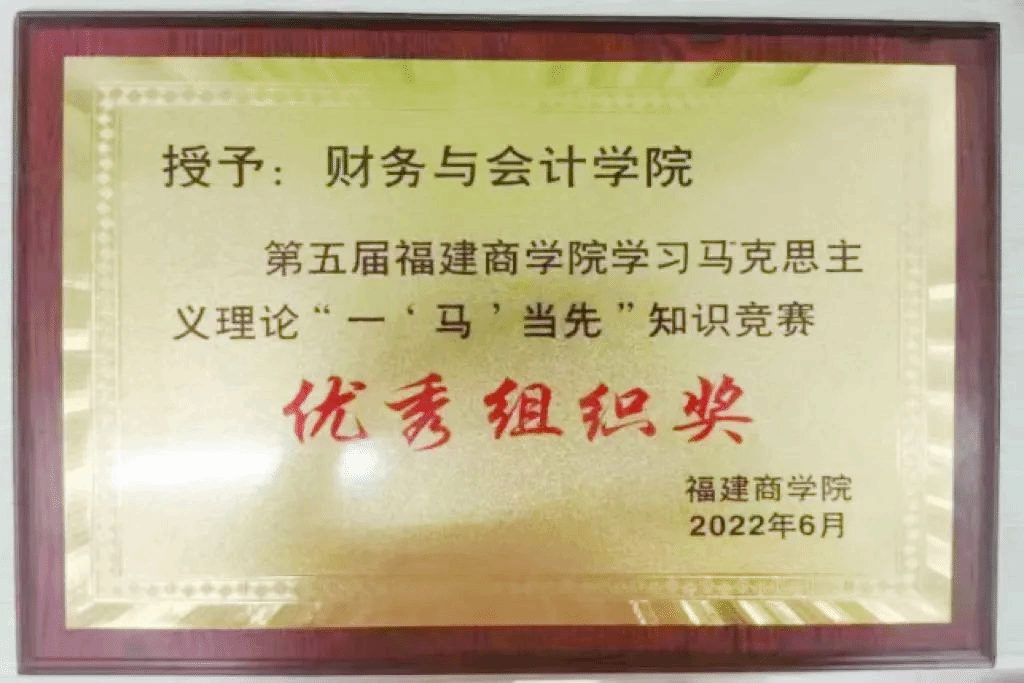 授予：财务与会计学院
第五届福建商学院学习马克思主
义理论“一‘马’当先”知识竞赛
优秀组织奖
福建商学院
2022年6月